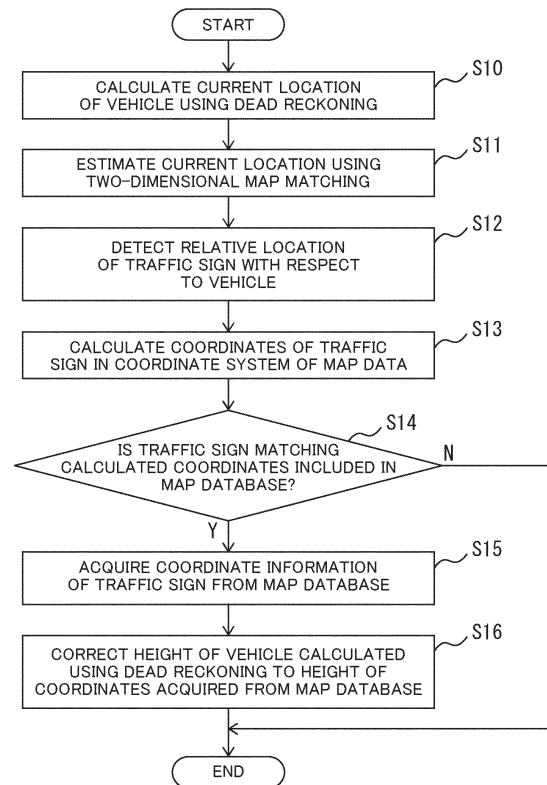 START
CALCULATE CURRENT LOCATION
OF VEHICLE USING DEAD RECKONING
S10
ESTIMATE CURRENT LOCATION USING
TWO-DIMENSIONAL MAP MATCHING
S11
DETECT RELATIVE LOCATION
OF TRAFFIC SIGN WITH RESPECT
TO VEHICLE
S12
CALCULATE COORDINATES OF TRAFFIC
SIGN IN COORDINATE SYSTEM OF MAP DATA
S13
IS TRAFFIC SIGN MATCHING
CALCULATED COORDINATES INCLUDED IN
MAP DATABASE?
S14
N
Y
ACQUIRE COORDINATE INFORMATION
OF TRAFFIC SIGN FROM MAP DATABASE
S15
CORRECT HEIGHT OF VEHICLE CALCULATED
USING DEAD RECKONING TO HEIGHT OF
COORDINATES ACQUIRED FROM MAP DATABASE
S16
END